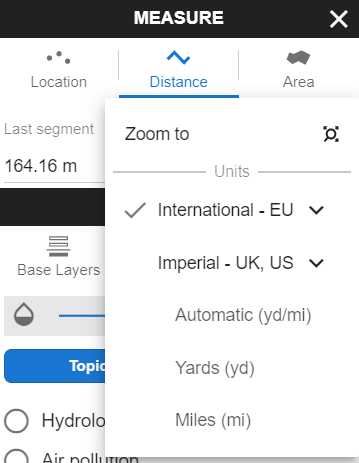 MEASURE
Location
Distance
Area
Last segment
164.16 m
Zoom to
Units
International - EU
Imperial - UK, US
Automatic (yd/mi)
Yards (yd)
Miles (mi)
Base Layers
Topic
Hydrolo
Air pollution